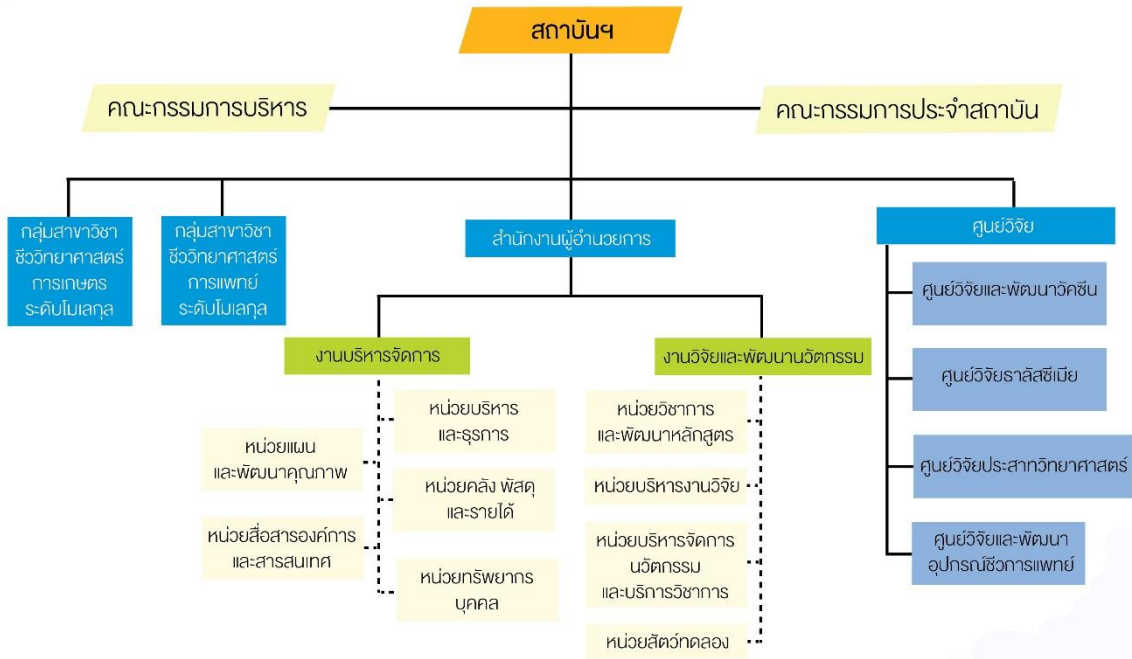 สถาบันฯ
คณะกรรมการบริหาร
คณะกรรมการประจำสถาบัน
กลุ่มสาขาวิชา
ชีววิทยาศาสตร์
การเกษตร
ระดับโมเลกุล
กลุ่มสาขาวิชา
ชีววิทยาศาสตร์
การแพทย์
ระดับโมเลกุล
สำนักงานผู้อำนวยการ
ศูนย์วิจัย
งานบริหารจัดการ
หน่วยบริหาร
และธุรการ
หน่วยแผน
และพัฒนาคุณภาพ
หน่วยคลัง พัสดุ
และรายได้
หน่วยสื่อสารองค์การ
และสารสนเทศ
หน่วยทรัพยากร
บุคคล
งานวิจัยและพัฒนานวัตกรรม
หน่วยวิชาการ
และพัฒนาหลักสูตร
หน่วยบริหารงานวิจัย
หน่วยบริหารจัดการ
นวัตกรรม
และบริการวิชาการ
หน่วยสัตว์ทดลอง
ศูนย์วิจัยและพัฒนาวัคซีน
ศูนย์วิจัยธาลัสซีเมีย
ศูนย์วิจัยประสาทวิทยาศาสตร์
ศูนย์วิจัยและพัฒนา
อุปกรณ์ชีวการแพทย์